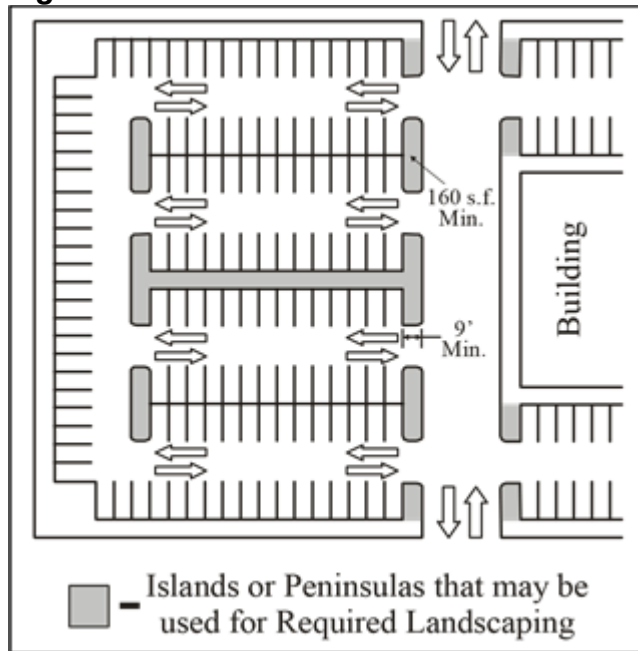 160 s.f.
Min.
Building
9'
Min.
- Islands or Peninsulas that may be
used for Required Landscaping